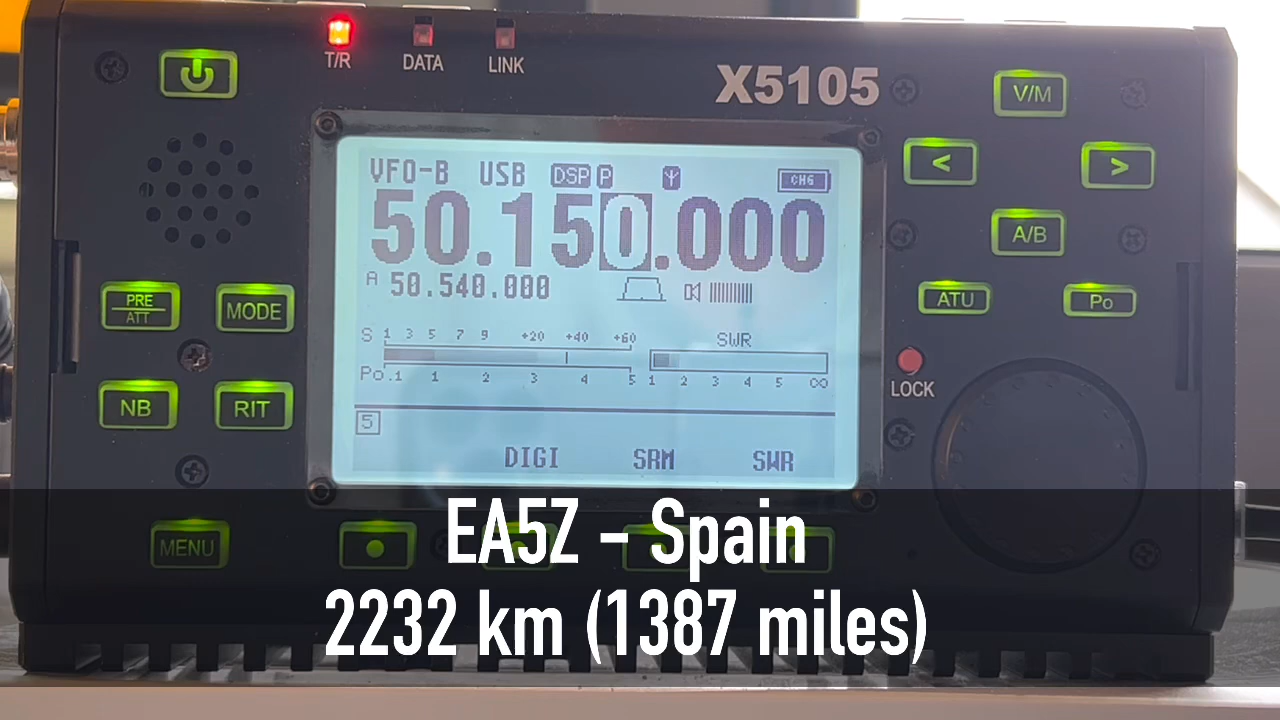 T/R DATA LINK
X5105
V/M
< >
A/B
ATU Po
PRE
ATT
MODE
NB RIT
LOCK
MENU
VFO-B USB DSP P CHG
50.150.000
A 50.540.000
S 1 3 5 7 9 +20 +40 +60 SWR
Po .1 1 2 3 4 5 1 2 3 4 5 ∞
5
DIGI SRM SWR
EA5Z – Spain
2232 km (1387 miles)